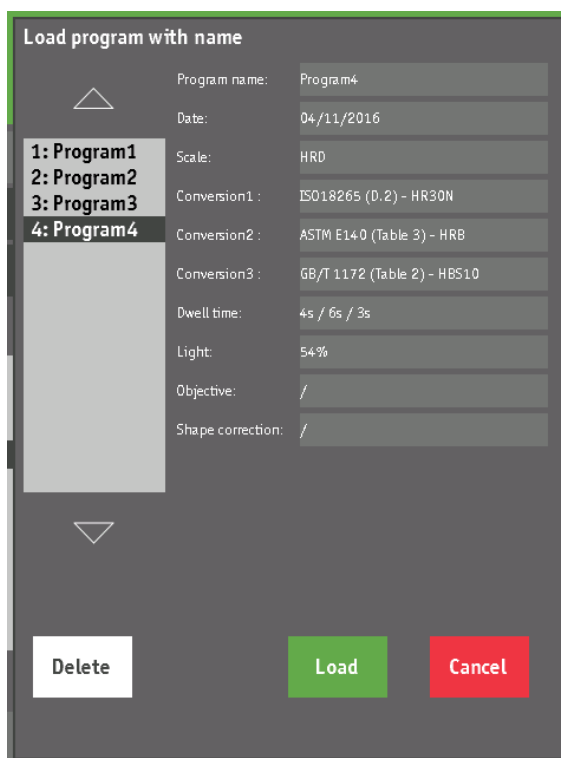 Load program with name
Program name: Program4
Date: 04/11/2016
1: Program1
2: Program2
3: Program3
4: Program4
Scale: HRD
Conversion1 : ISO18265 (D.2) - HR30N
Conversion2 : ASTM E140 (Table 3) - HRB
Conversion3 : GB/T 1172 (Table 2) - HBS10
Dwell time: 4s / 6s / 3s
Light: 54%
Objective: /
Shape correction: /
Delete
Load
Cancel